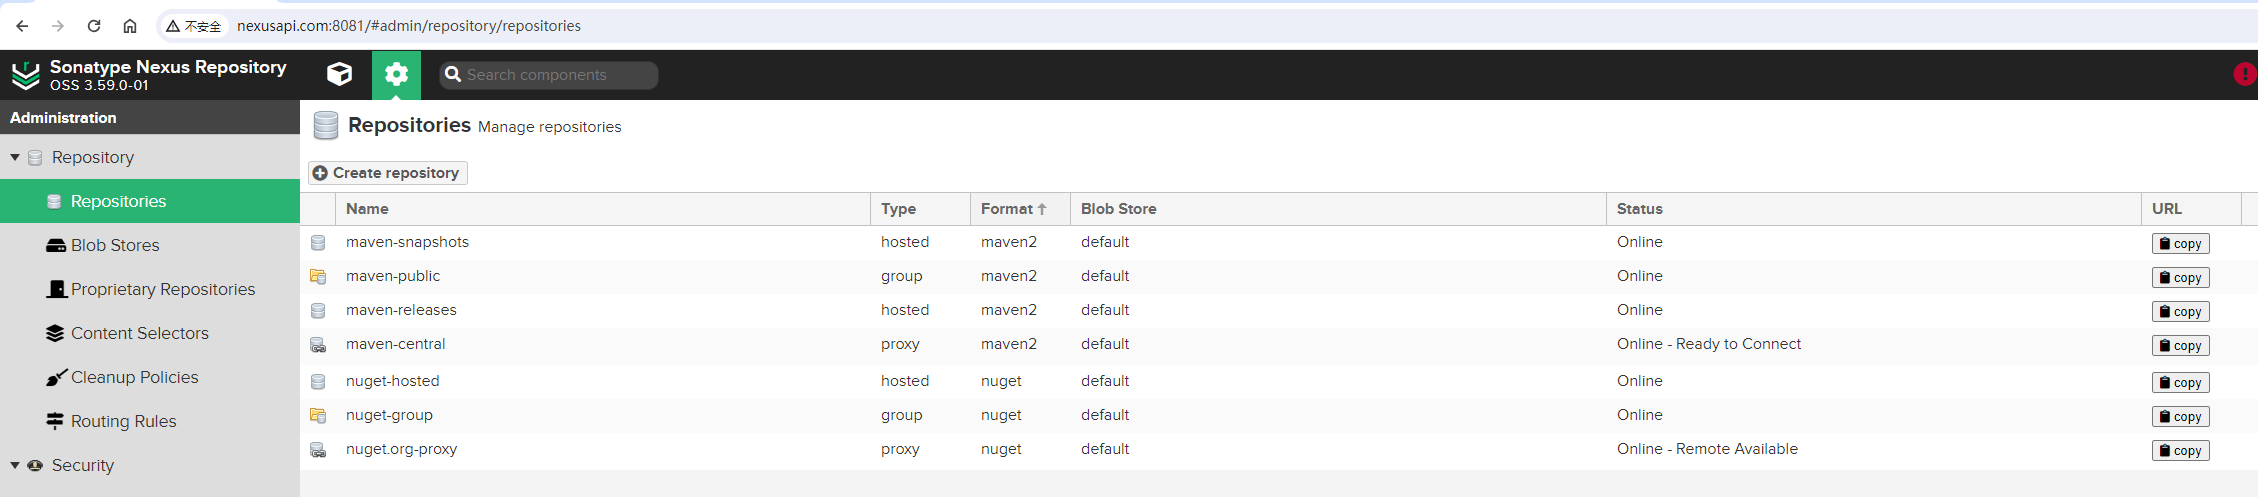 不安全 nexusapi.com:8081/#admin/repository/repositories
Sonatype Nexus Repository
OSS 3.59.0-01
Search components
Administration
Repositories Manage repositories
Repository
Create repository
Repositories
Blob Stores
Proprietary Repositories
Content Selectors
Cleanup Policies
Routing Rules
Security
Name Type Format Blob Store Status URL
maven-snapshots hosted maven2 default Online copy
maven-public group maven2 default Online copy
maven-releases hosted maven2 default Online copy
maven-central proxy maven2 default Online - Ready to Connect copy
nuget-hosted hosted nuget default Online copy
nuget-group group nuget default Online copy
nuget.org-proxy proxy nuget default Online - Remote Available copy